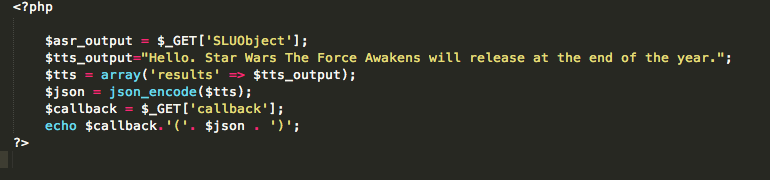 <?php
$asr_output = $_GET['SLUObject'];
$tts_output="Hello. Star Wars The Force Awakens will release at the end of the year.";
$tts = array('results' => $tts_output);
$json = json_encode($tts);
$callback = $_GET['callback'];
echo $callback.'('. $json . ')';
?>